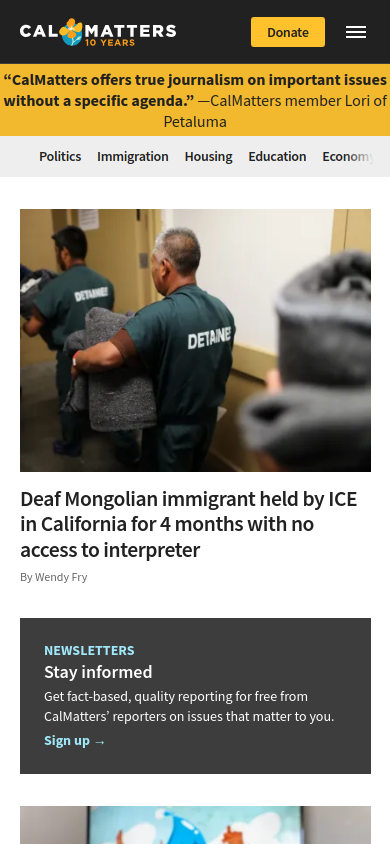 CALMATTERS
10 YEARS
Donate
“CalMatters offers true journalism on important issues
without a specific agenda.” —CalMatters member Lori of
Petaluma
Politics Immigration Housing Education Economy
DETAINEE
DETAINEE
Deaf Mongolian immigrant held by ICE
in California for 4 months with no
access to interpreter
By Wendy Fry
NEWSLETTERS
Stay informed
Get fact-based, quality reporting for free from
CalMatters’ reporters on issues that matter to you.
Sign up →